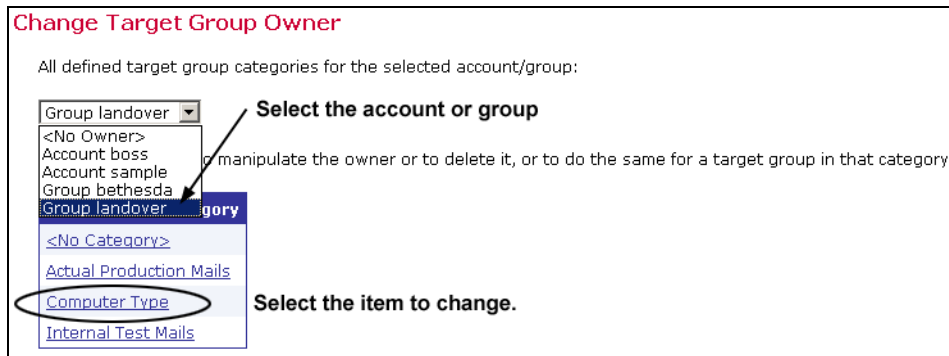 Change Target Group Owner
All defined target group categories for the selected account/group:
Group landover
Select the account or group
<No Owner>
Account boss
Account sample
o manipulate the owner or to delete it, or to do the same for a target group in that category
Group bethesda
Group landover
gory
<No Category>
Actual Production Mails
Computer Type
Select the item to change.
Internal Test Mails